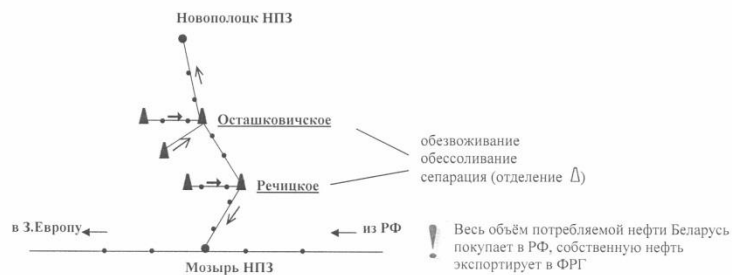 Новополоцк НПЗ
Осташковичское
обезвоживание
обессоливание
сепарация (отделение )
Речицкое
в З.Европу
из РФ
Весь объём потребляемой нефти Беларусь
покупает в РФ, собственную нефть
экспортирует в ФРГ
Мозырь НПЗ